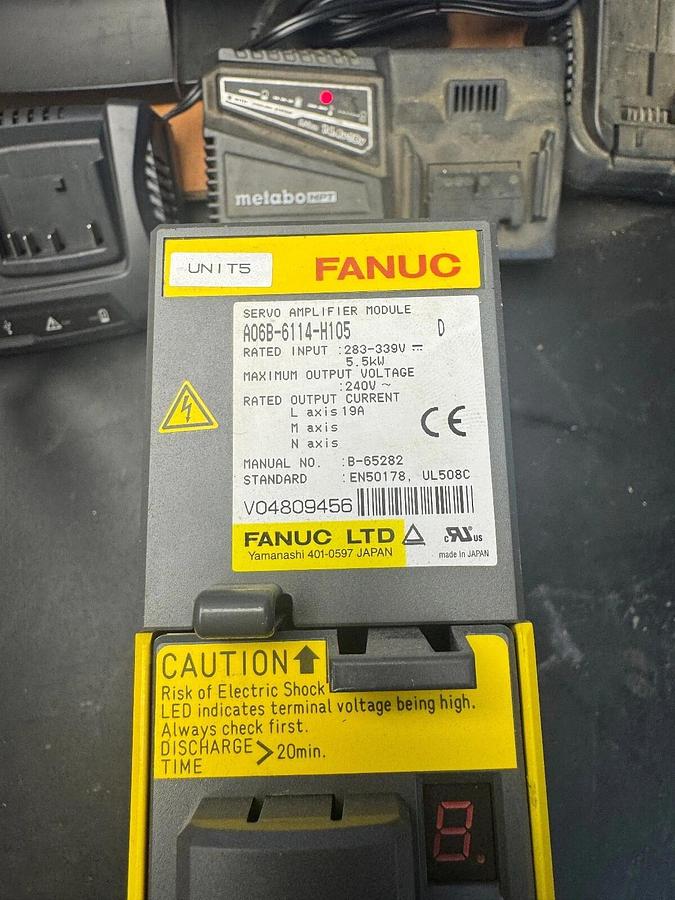 metabo HPT
UNIT5
FANUC
SERVO AMPLIFIER MODULE
A06B-6114-H105 D
RATED INPUT :283-339V ⎓
5.5kW
MAXIMUM OUTPUT VOLTAGE
:240V ~
RATED OUTPUT CURRENT
L axis 19A
M axis
N axis
CE
MANUAL NO. :B-65282
STANDARD :EN50178, UL508C
V04809456
FANUC LTD
Yamanashi 401-0597 JAPAN
c RU US
made in JAPAN
CAUTION
Risk of Electric Shock
LED indicates terminal voltage being high.
Always check first.
DISCHARGE TIME > 20min.
8.